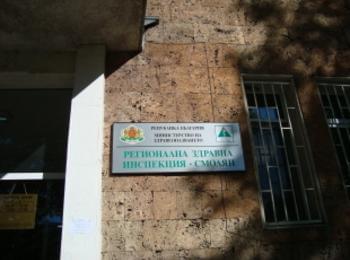 РЕПУБЛИКА БЪЛГАРИЯ
МИНИСТЕРСТВО НА
ЗДРАВЕОПАЗВАНЕТО
РЕГИОНАЛНА ЗДРАВНА
ИНСПЕКЦИЯ - СМОЛЯН